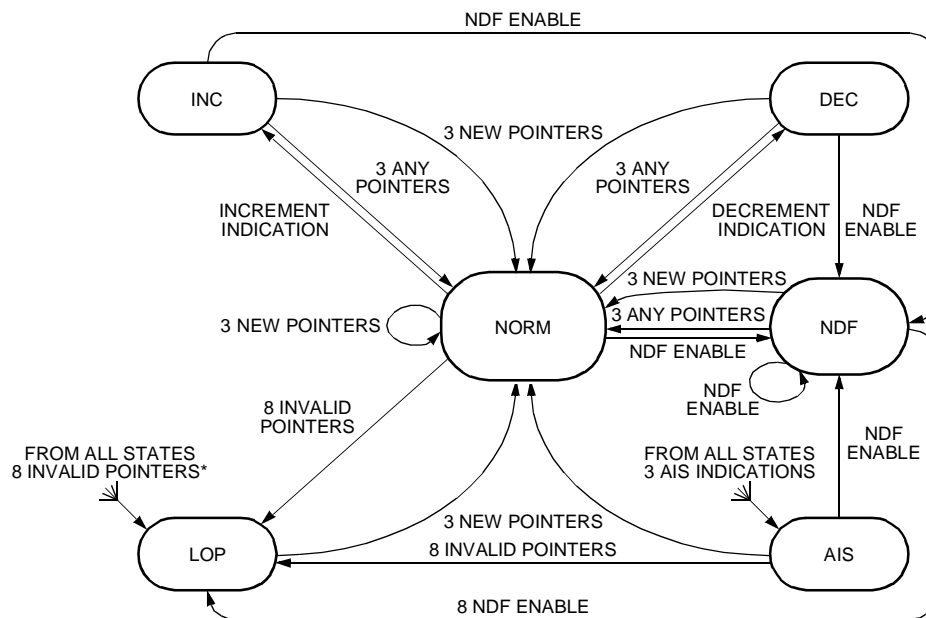 NDF ENABLE
INC
DEC
3 NEW POINTERS
3 ANY
POINTERS
3 ANY
POINTERS
INCREMENT
INDICATION
DECREMENT
INDICATION
NDF
ENABLE
3 NEW POINTERS
3 NEW POINTERS
NORM
3 ANY POINTERS
NDF
NDF ENABLE
NDF
ENABLE
8 INVALID
POINTERS
NDF
ENABLE
FROM ALL STATES
8 INVALID POINTERS*
FROM ALL STATES
3 AIS INDICATIONS
3 NEW POINTERS
LOP
8 INVALID POINTERS
AIS
8 NDF ENABLE